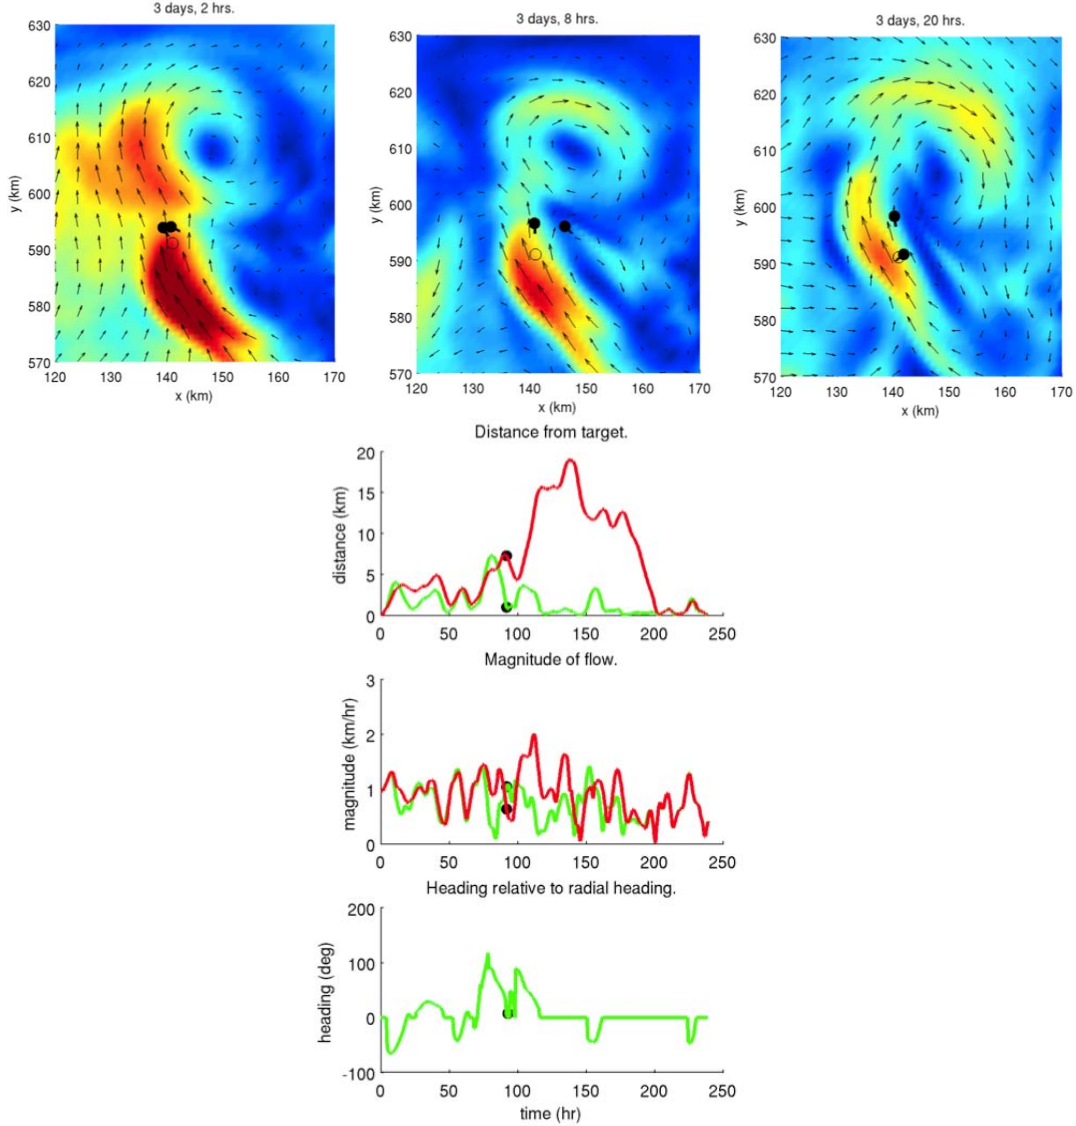 3 days, 2 hrs.
3 days, 8 hrs.
3 days, 20 hrs.
630
620
610
600
590
580
570
y (km)
120 130 140 150 160 170
x (km)
630
620
610
600
590
580
570
y (km)
120 130 140 150 160 170
x (km)
630
620
610
600
590
580
570
y (km)
120 130 140 150 160 170
x (km)
Distance from target.
20
15
10
5
0
distance (km)
0 50 100 150 200 250
Magnitude of flow.
3
2
1
0
magnitude (km/hr)
0 50 100 150 200 250
Heading relative to radial heading.
200
100
0
-100
heading (deg)
0 50 100 150 200 250
time (hr)